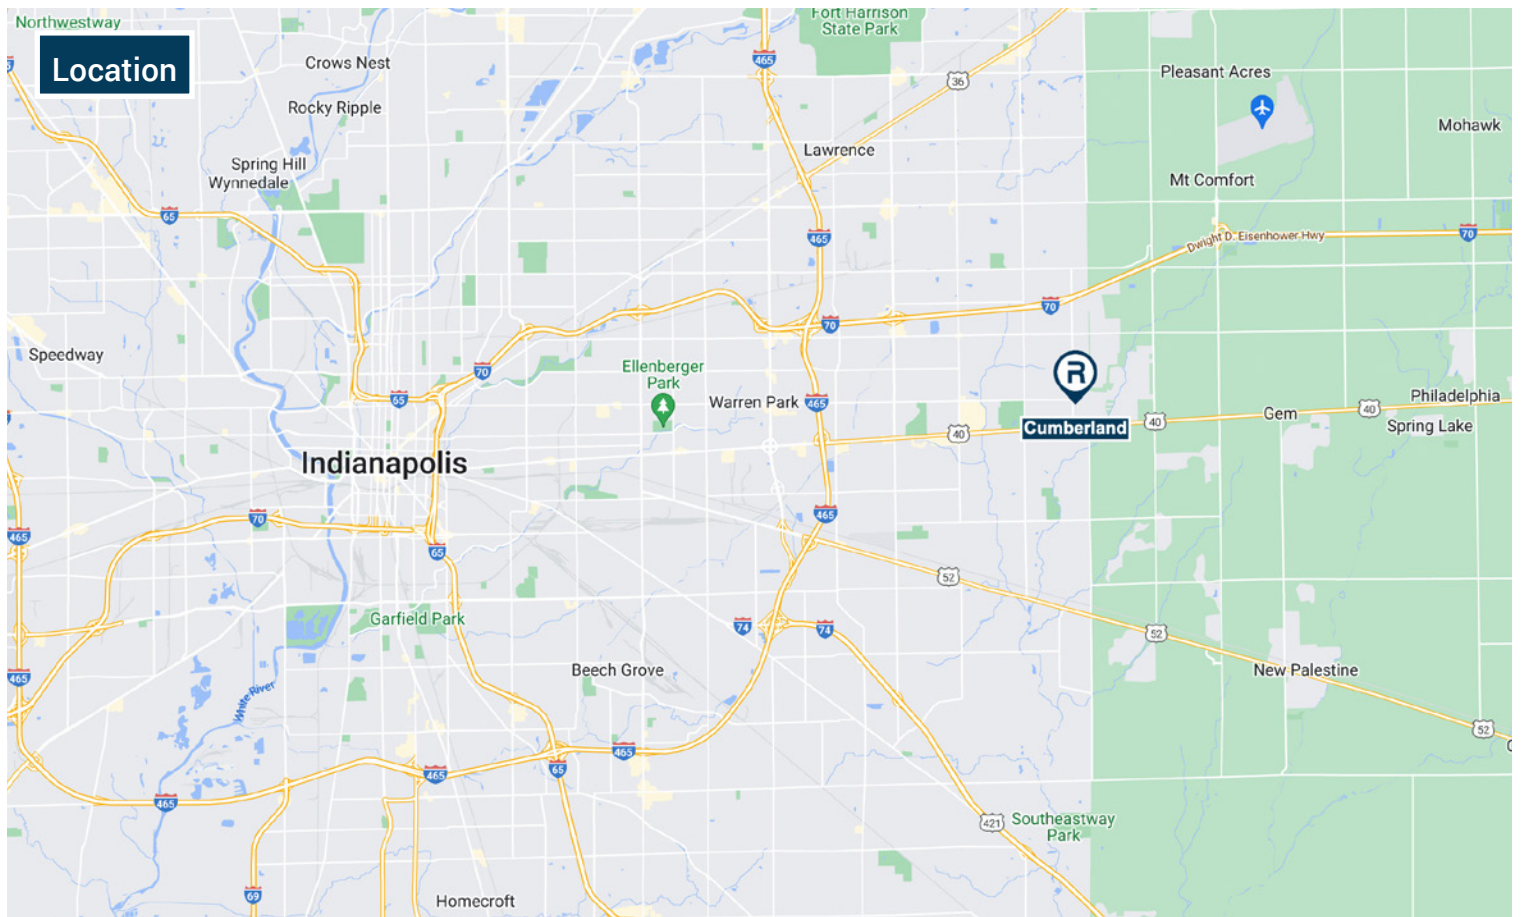 Northwestway
Fort Harrison
State Park
Location
465
Crows Nest
36
Pleasant Acres
Rocky Ripple
Mohawk
Lawrence
Spring Hill
Wynnedale
Mt Comfort
65
465
Dwight D. Eisenhower Hwy
70
70
70
Speedway
Ellenberger
Park
70
R
65
Warren Park
465
Philadelphia
40
Gem
40
Spring Lake
Cumberland
40
Indianapolis
70
465
465
65
52
Garfield Park
74
74
52
465
Beech Grove
New Palestine
White River
52
465
65
465
465
421
Southeastway
Park
69
Homecroft